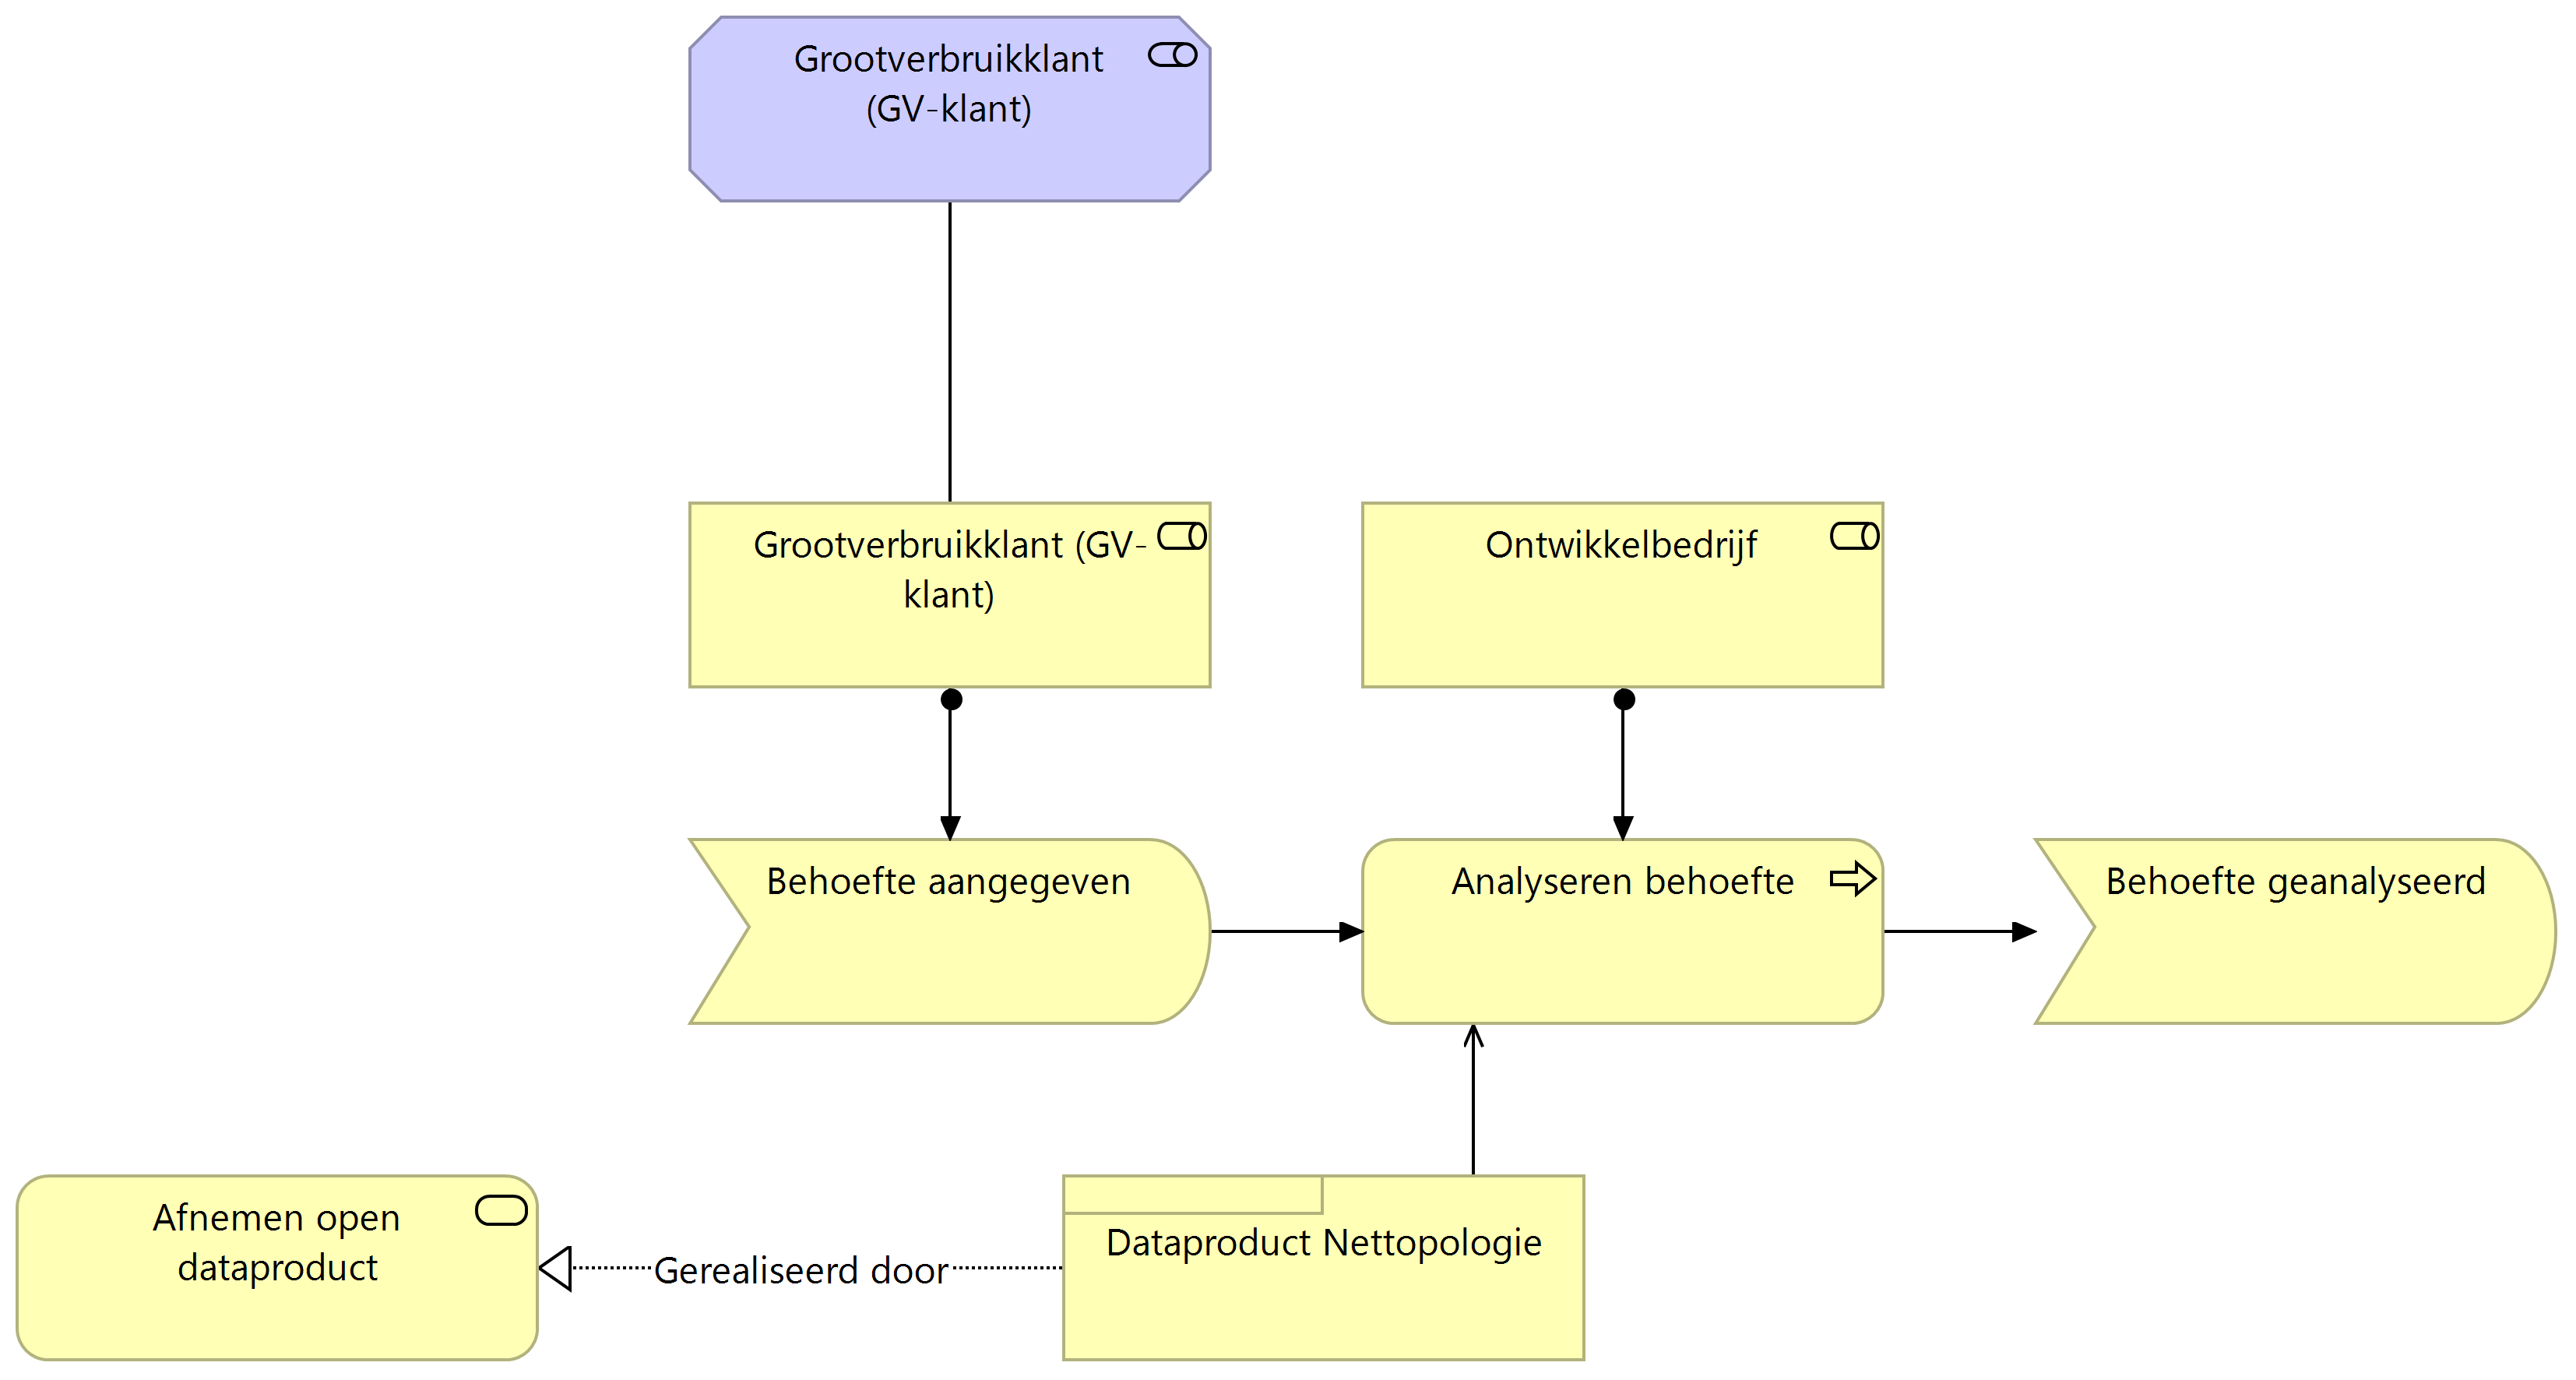 Grootverbruikklant
(GV-klant)
Grootverbruikklant (GV-
klant)
Ontwikkelbedrijf
Behoefte aangegeven
Analyseren behoefte
Behoefte geanalyseerd
Afnemen open
dataproduct
Gerealiseerd door
Dataproduct Nettopologie